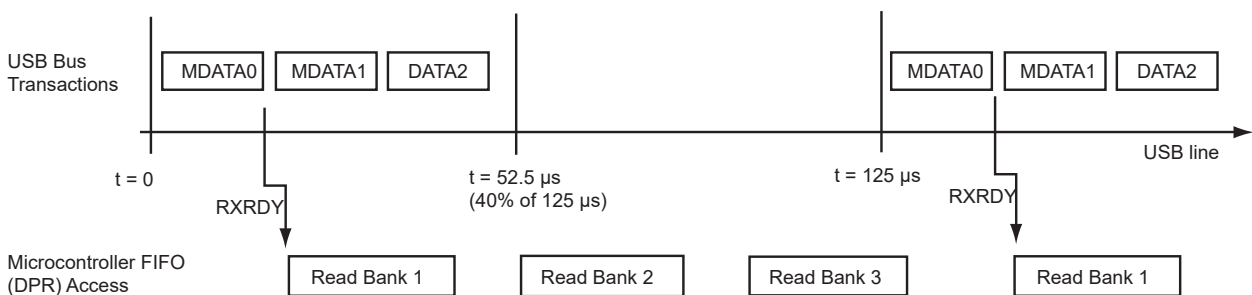 USB Bus
Transactions
MDATA0 MDATA1 DATA2 MDATA0 MDATA1 DATA2
USB line
t = 0
t = 52.5 µs
(40% of 125 µs)
t = 125 µs
RXRDY
RXRDY
Microcontroller FIFO
(DPR) Access
Read Bank 1 Read Bank 2 Read Bank 3 Read Bank 1